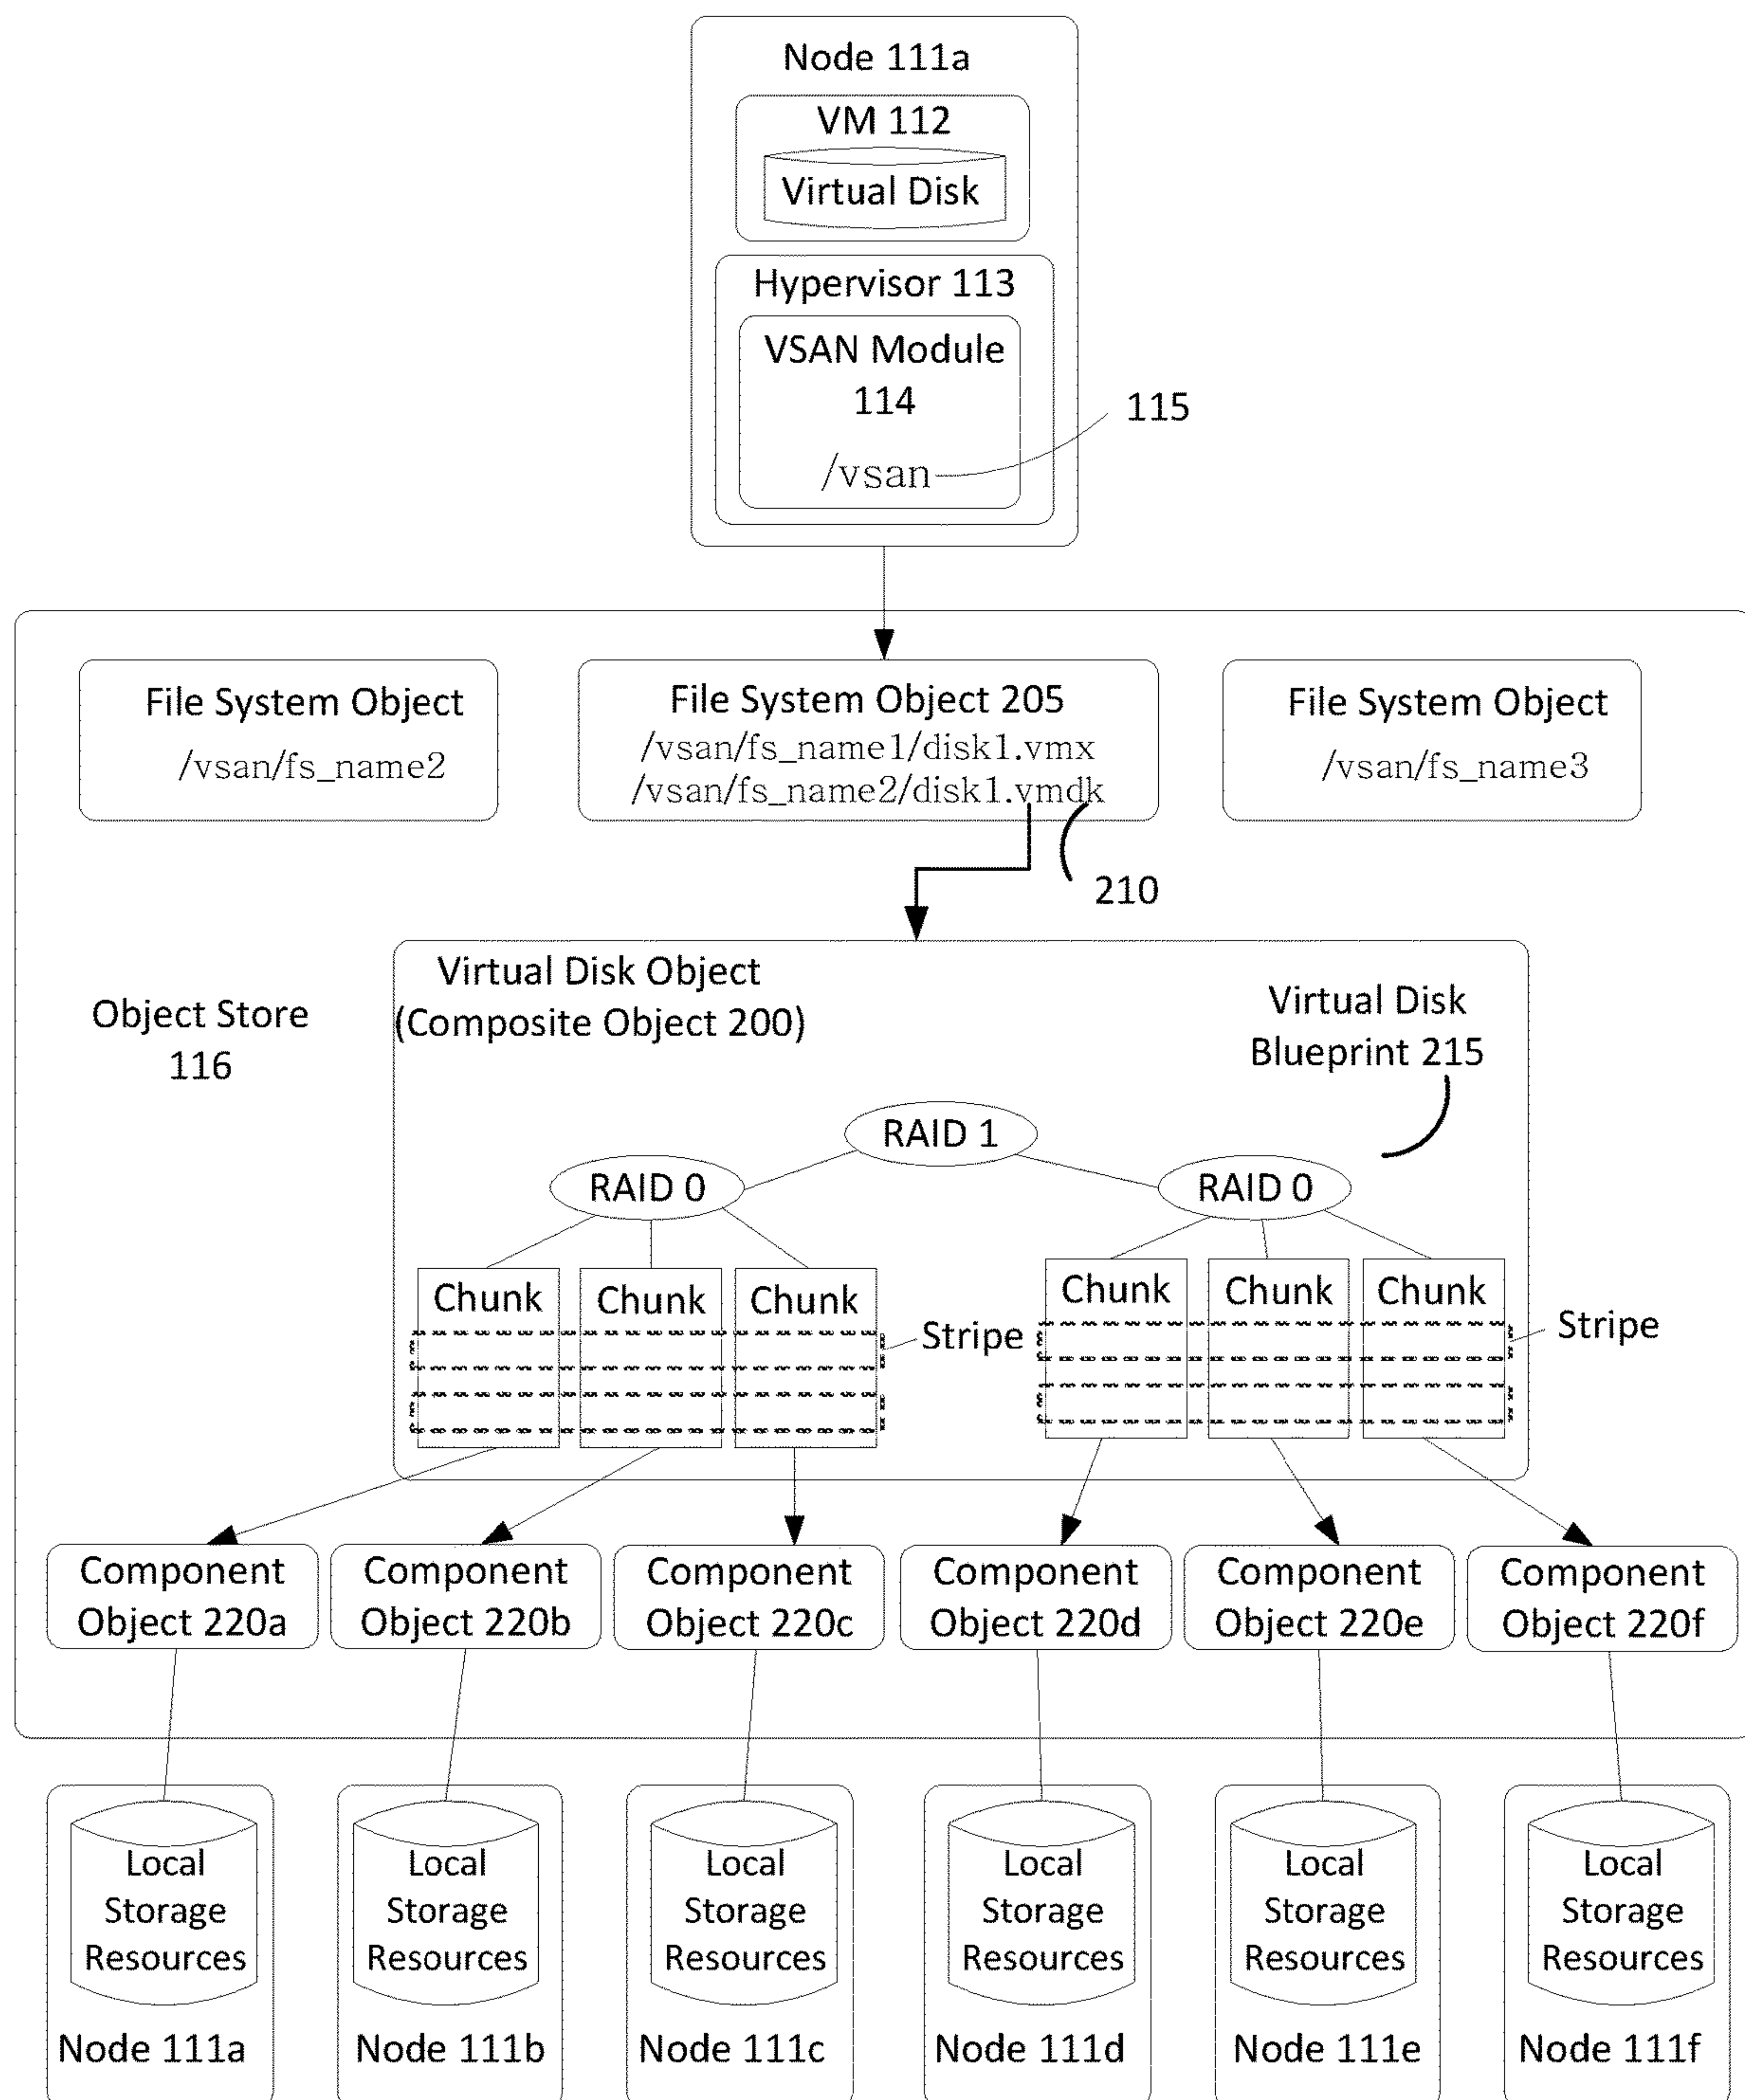 Node 111a
VM 112
Virtual Disk
Hypervisor 113
VSAN Module
114
115
/vsan
File System Object
/vsan/fs_name2
File System Object 205
/vsan/fs_name1/disk1.vmx
/vsan/fs_name2/disk1.vmdk
File System Object
/vsan/fs_name3
210
Object Store
116
Virtual Disk Object
(Composite Object 200)
Virtual Disk
Blueprint 215
RAID 1
RAID 0
RAID 0
Chunk
Chunk
Chunk
Stripe
Chunk
Chunk
Chunk
Stripe
Component
Object 220a
Component
Object 220b
Component
Object 220c
Component
Object 220d
Component
Object 220e
Component
Object 220f
Local
Storage
Resources
Node 111a
Local
Storage
Resources
Node 111b
Local
Storage
Resources
Node 111c
Local
Storage
Resources
Node 111d
Local
Storage
Resources
Node 111e
Local
Storage
Resources
Node 111f